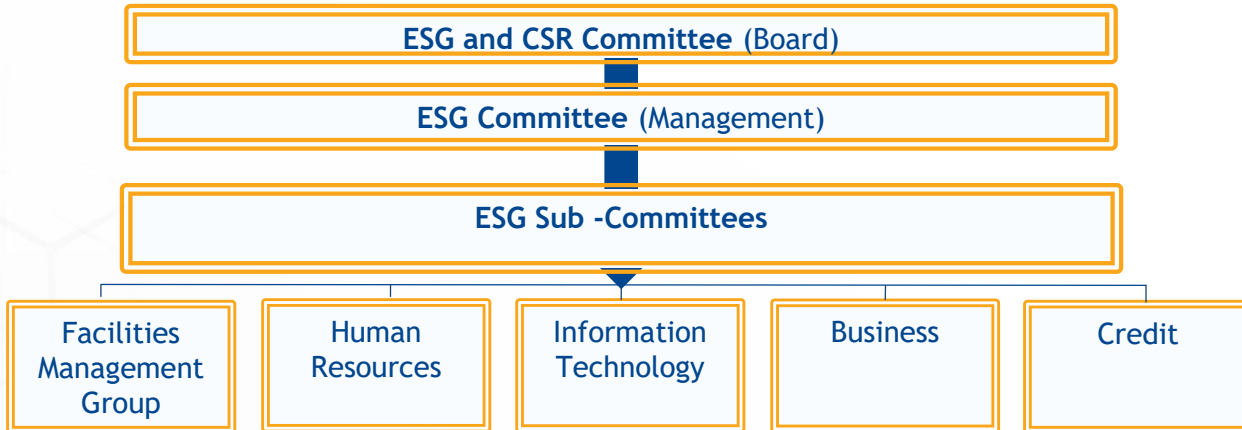 ESG and CSR Committee (Board)
ESG Committee (Management)
ESG Sub -Committees
Facilities
Management
Group
Human
Resources
Information
Technology
Business
Credit